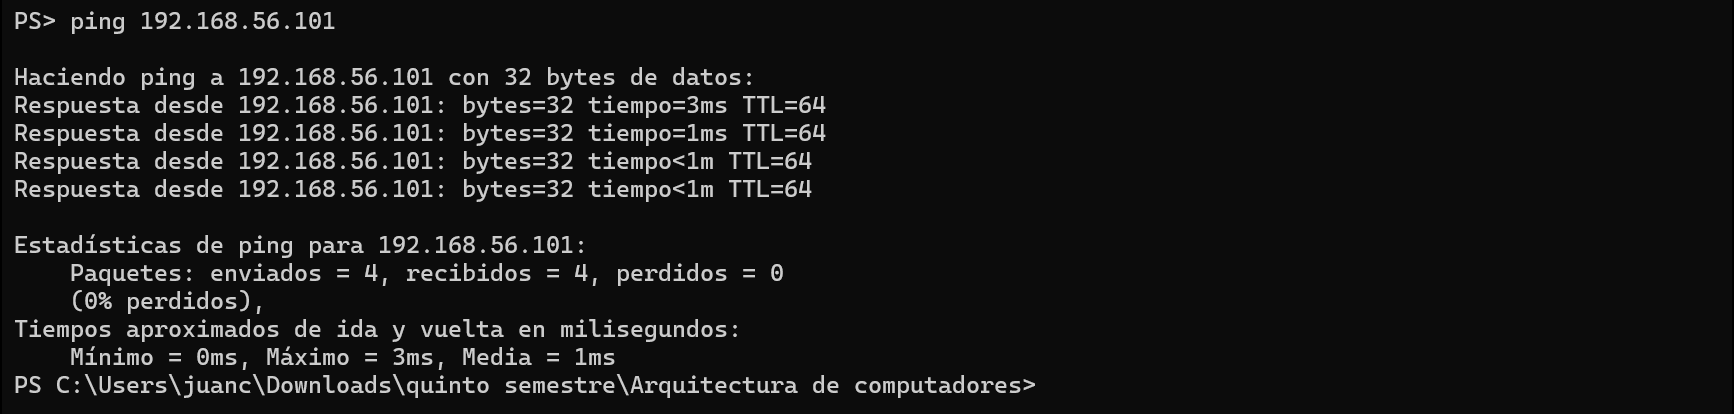 PS> ping 192.168.56.101
Haciendo ping a 192.168.56.101 con 32 bytes de datos:
Respuesta desde 192.168.56.101: bytes=32 tiempo=3ms TTL=64
Respuesta desde 192.168.56.101: bytes=32 tiempo=1ms TTL=64
Respuesta desde 192.168.56.101: bytes=32 tiempo<1m TTL=64
Respuesta desde 192.168.56.101: bytes=32 tiempo<1m TTL=64
Estadísticas de ping para 192.168.56.101:
    Paquetes: enviados = 4, recibidos = 4, perdidos = 0
    (0% perdidos),
Tiempos aproximados de ida y vuelta en milisegundos:
    Mínimo = 0ms, Máximo = 3ms, Media = 1ms
PS C:\Users\juanc\Downloads\quinto semestre\Arquitectura de computadores>